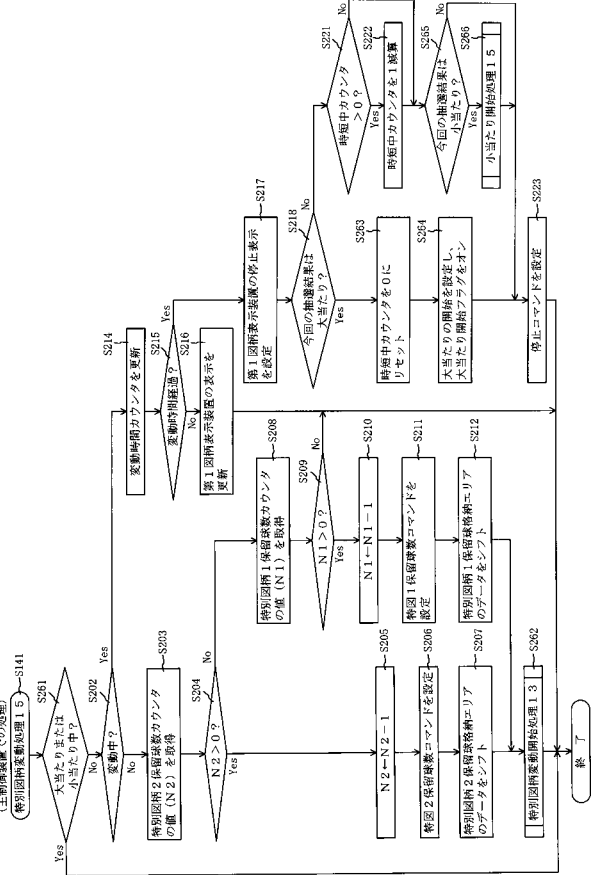 (主制御装置での処理)
特別図柄変動処理15
S141
S261
大当たりまたは
小当たり中?
Yes
No
S202
変動中?
Yes
No
S203
特別図柄2保留球数カウンタ
の値(N2)を取得
S204
N2>0?
No
Yes
S205
N2←N2-1
S206
特図2保留球数コマンドを設定
S207
特別図柄2保留球格納エリア
のデータをシフト
S208
特別図柄1保留球数カウンタ
の値(N1)を取得
S209
N1>0?
No
Yes
S210
N1←N1-1
S211
特図1保留球数コマンドを
設定
S212
特別図柄1保留球格納エリア
のデータをシフト
S262
特別図柄変動開始処理13
S214
変動時間カウンタを更新
S215
変動時間経過?
Yes
No
S216
第1図柄表示装置の表示を
更新
S217
第1図柄表示装置の停止表示
を設定
S218
今回の抽選結果は
大当たり?
No
Yes
S263
時短中カウンタを0に
リセット
S264
大当たりの開始を設定し、
大当たり開始フラグをオン
S221
時短中カウンタ
>0?
No
Yes
S222
時短中カウンタを1減算
S265
今回の抽選結果は
小当たり?
No
Yes
S266
小当たり開始処理15
S223
停止コマンドを設定
終了